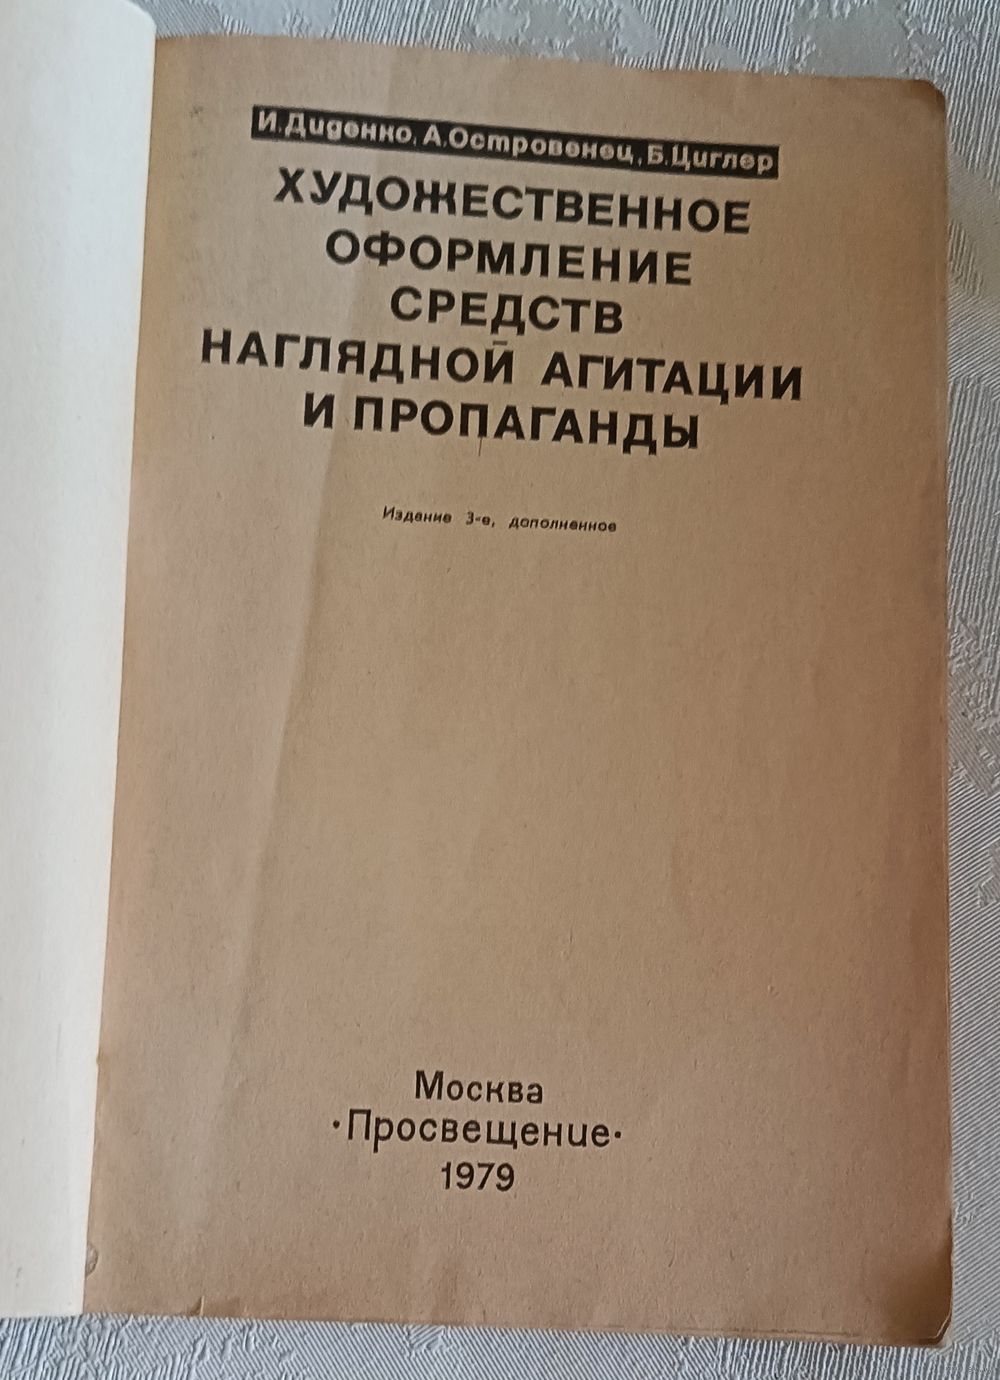 И. Диденко, А. Островенец, Б. Циглер
ХУДОЖЕСТВЕННОЕ
ОФОРМЛЕНИЕ
СРЕДСТВ
НАГЛЯДНОЙ АГИТАЦИИ
И ПРОПАГАНДЫ
Издание 3-е, дополненное
Москва
·Просвещение·
1979